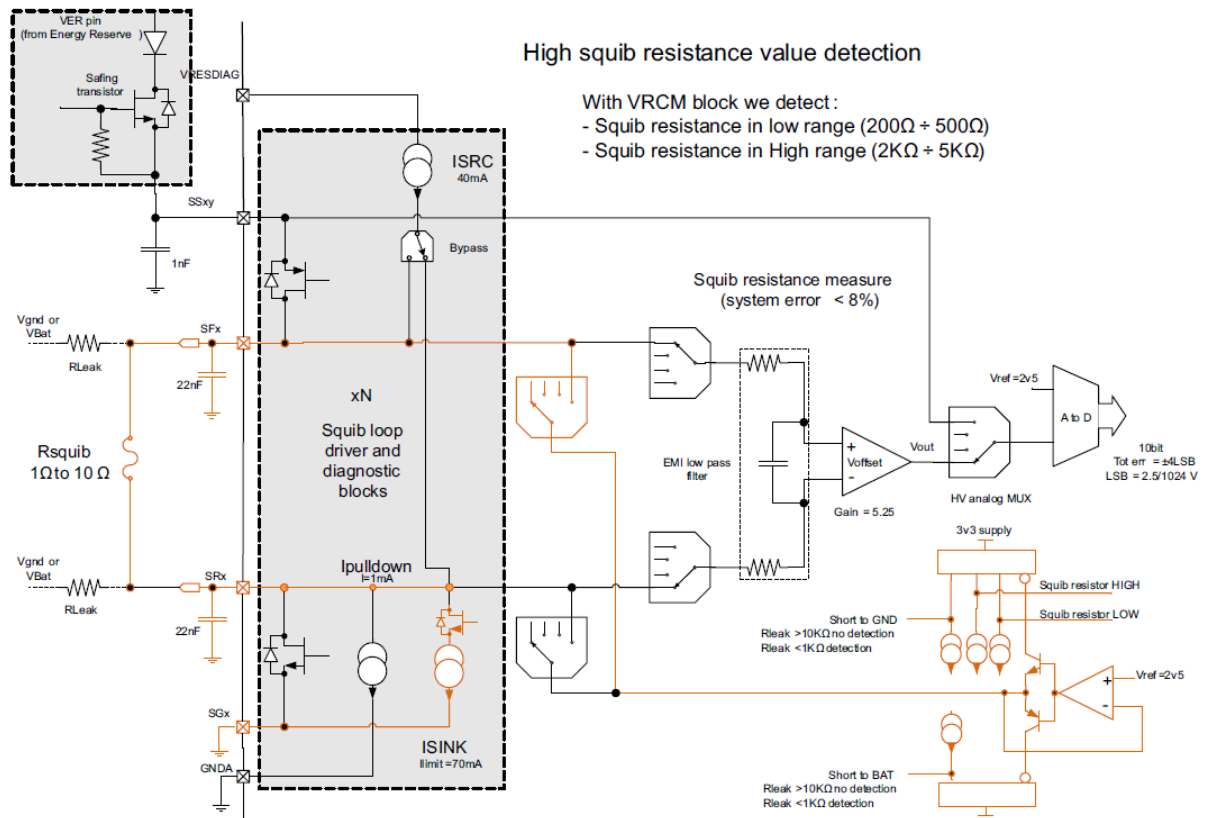 VER pin
(from Energy Reserve )
Safing
transistor
VRESDIAG
SSxy
1nF
High squib resistance value detection
With VRCM block we detect :
- Squib resistance in low range (200Ω ÷ 500Ω)
- Squib resistance in High range (2KΩ ÷ 5KΩ)
ISRC
40mA
Bypass
Squib resistance measure
(system error < 8%)
Vgnd or
VBat
RLeak
SFx
22nF
Rsquib
1Ω to 10 Ω
xN
Squib loop
driver and
diagnostic
blocks
EMI low pass
filter
+
Voffset
-
Gain = 5.25
Vout
HV analog MUX
Vref=2v5
A to D
10bit
Tot err = ±4LSB
LSB = 2.5/1024 V
Vgnd or
VBat
RLeak
SRx
22nF
Ipulldown
I=1mA
SGx
GNDA
ISINK
Ilimit=70mA
3v3 supply
Squib resistor HIGH
Squib resistor LOW
Short to GND
Rleak >10KΩ no detection
Rleak <1KΩ detection
+
-
Vref=2v5
Short to BAT
Rleak >10KΩ no detection
Rleak <1KΩ detection